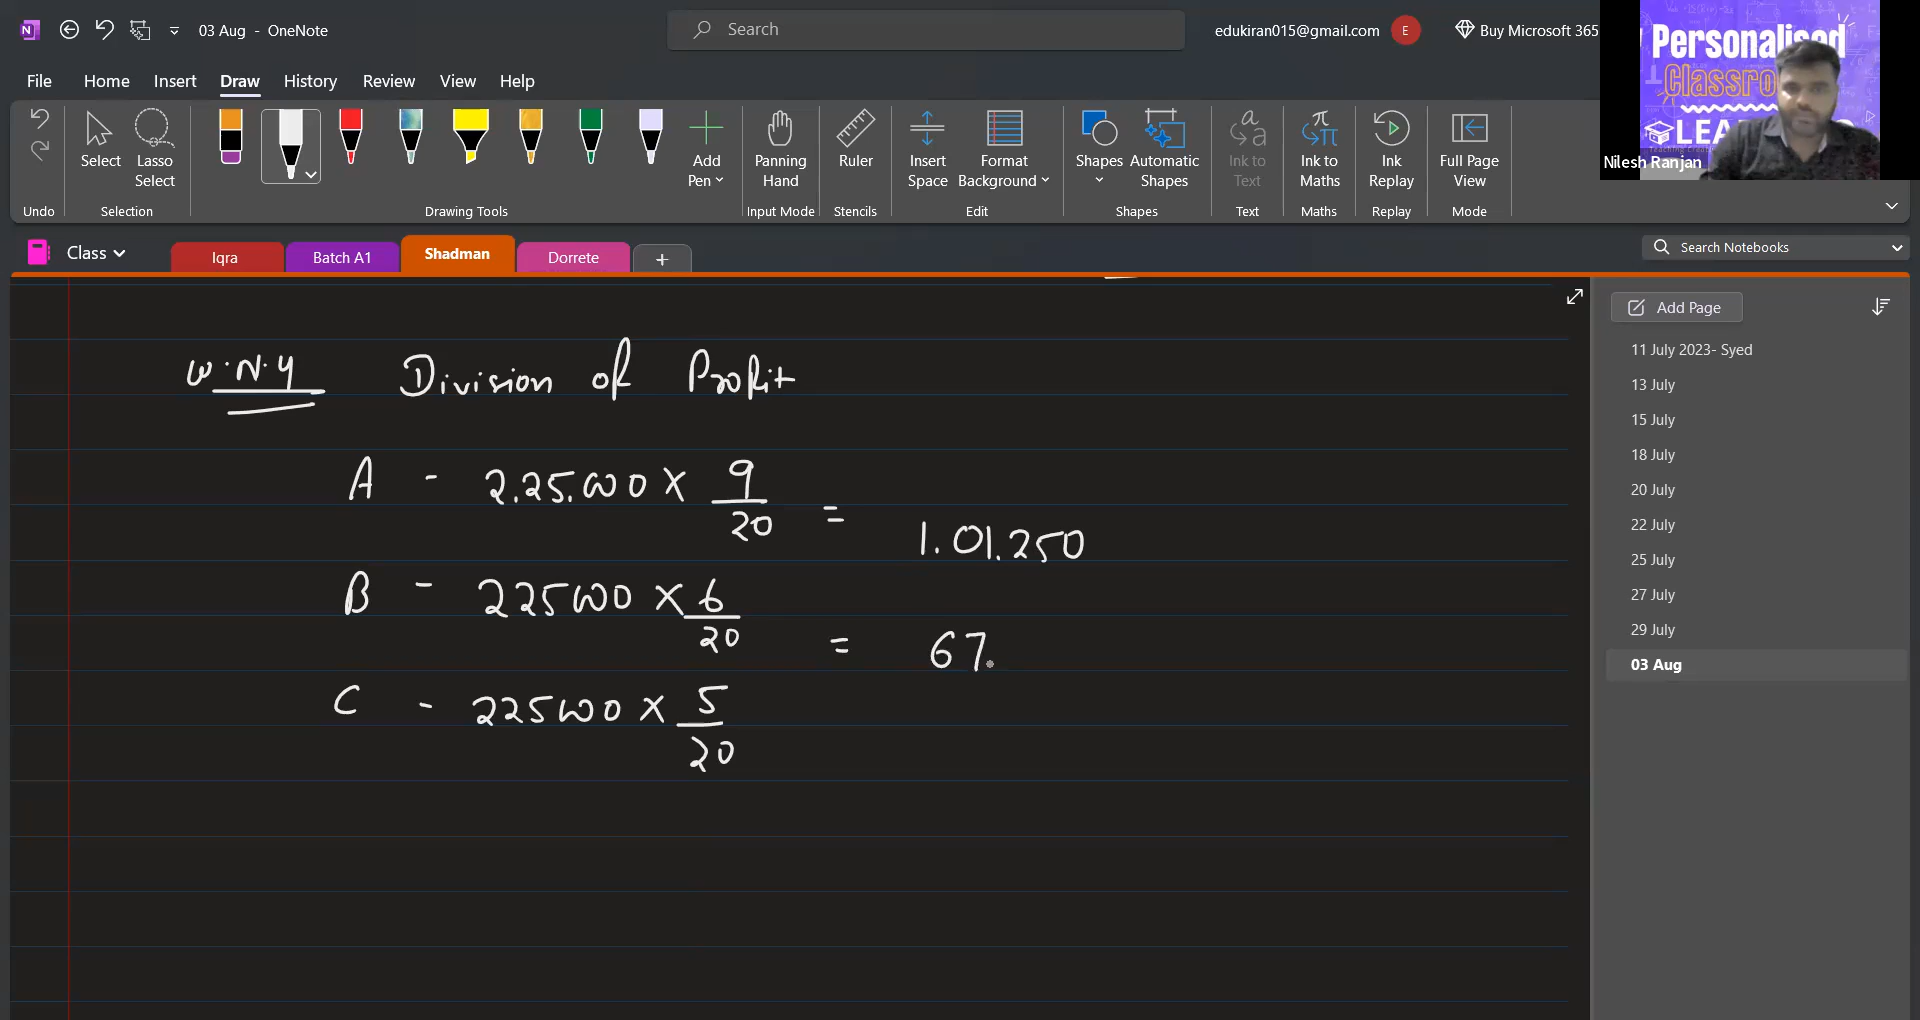 03 Aug - OneNote
Search
edukiran015@gmail.com E
Buy Microsoft 365
Personalised
LEA
Nilesh Ranjan
File Home Insert Draw History Review View Help
Select
Lasso Select
Add Pen
Panning Hand
Ruler
Insert Space
Format Background
Shapes
Automatic Shapes
Ink to Text
Ink to Maths
Ink Replay
Full Page View
Undo Selection Drawing Tools Input Mode Stencils Edit Shapes Text Maths Replay Mode
Class Iqra Batch A1 Shadman Dorrete +
Search Notebooks
Add Page
11 July 2023- Syed
13 July
15 July
18 July
20 July
22 July
25 July
27 July
29 July
03 Aug
W.N.4 Division of Profit
A - 2.25.000 × 9/20 = 1.01.250
B - 225000 × 6/20 = 67.
C - 225000 × 5/20